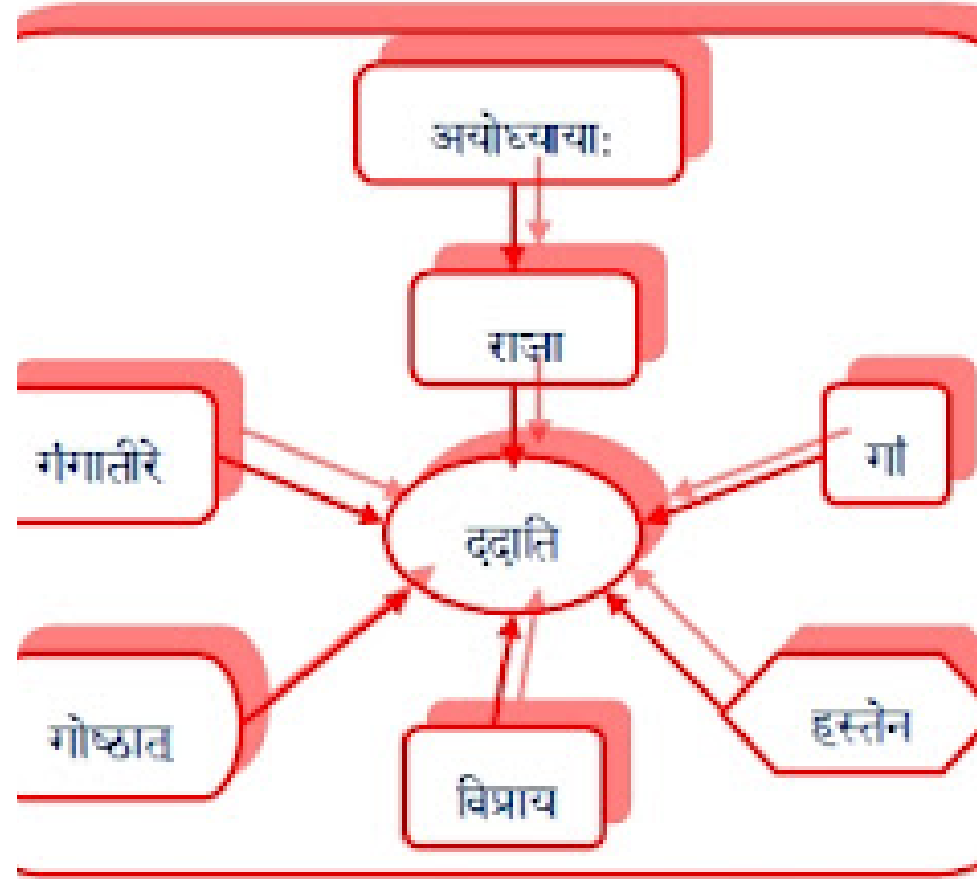 अयोध्यायाः
राजा
गंगातीरे
गां
ददाति
गोष्ठात्
हस्तेन
विप्राय